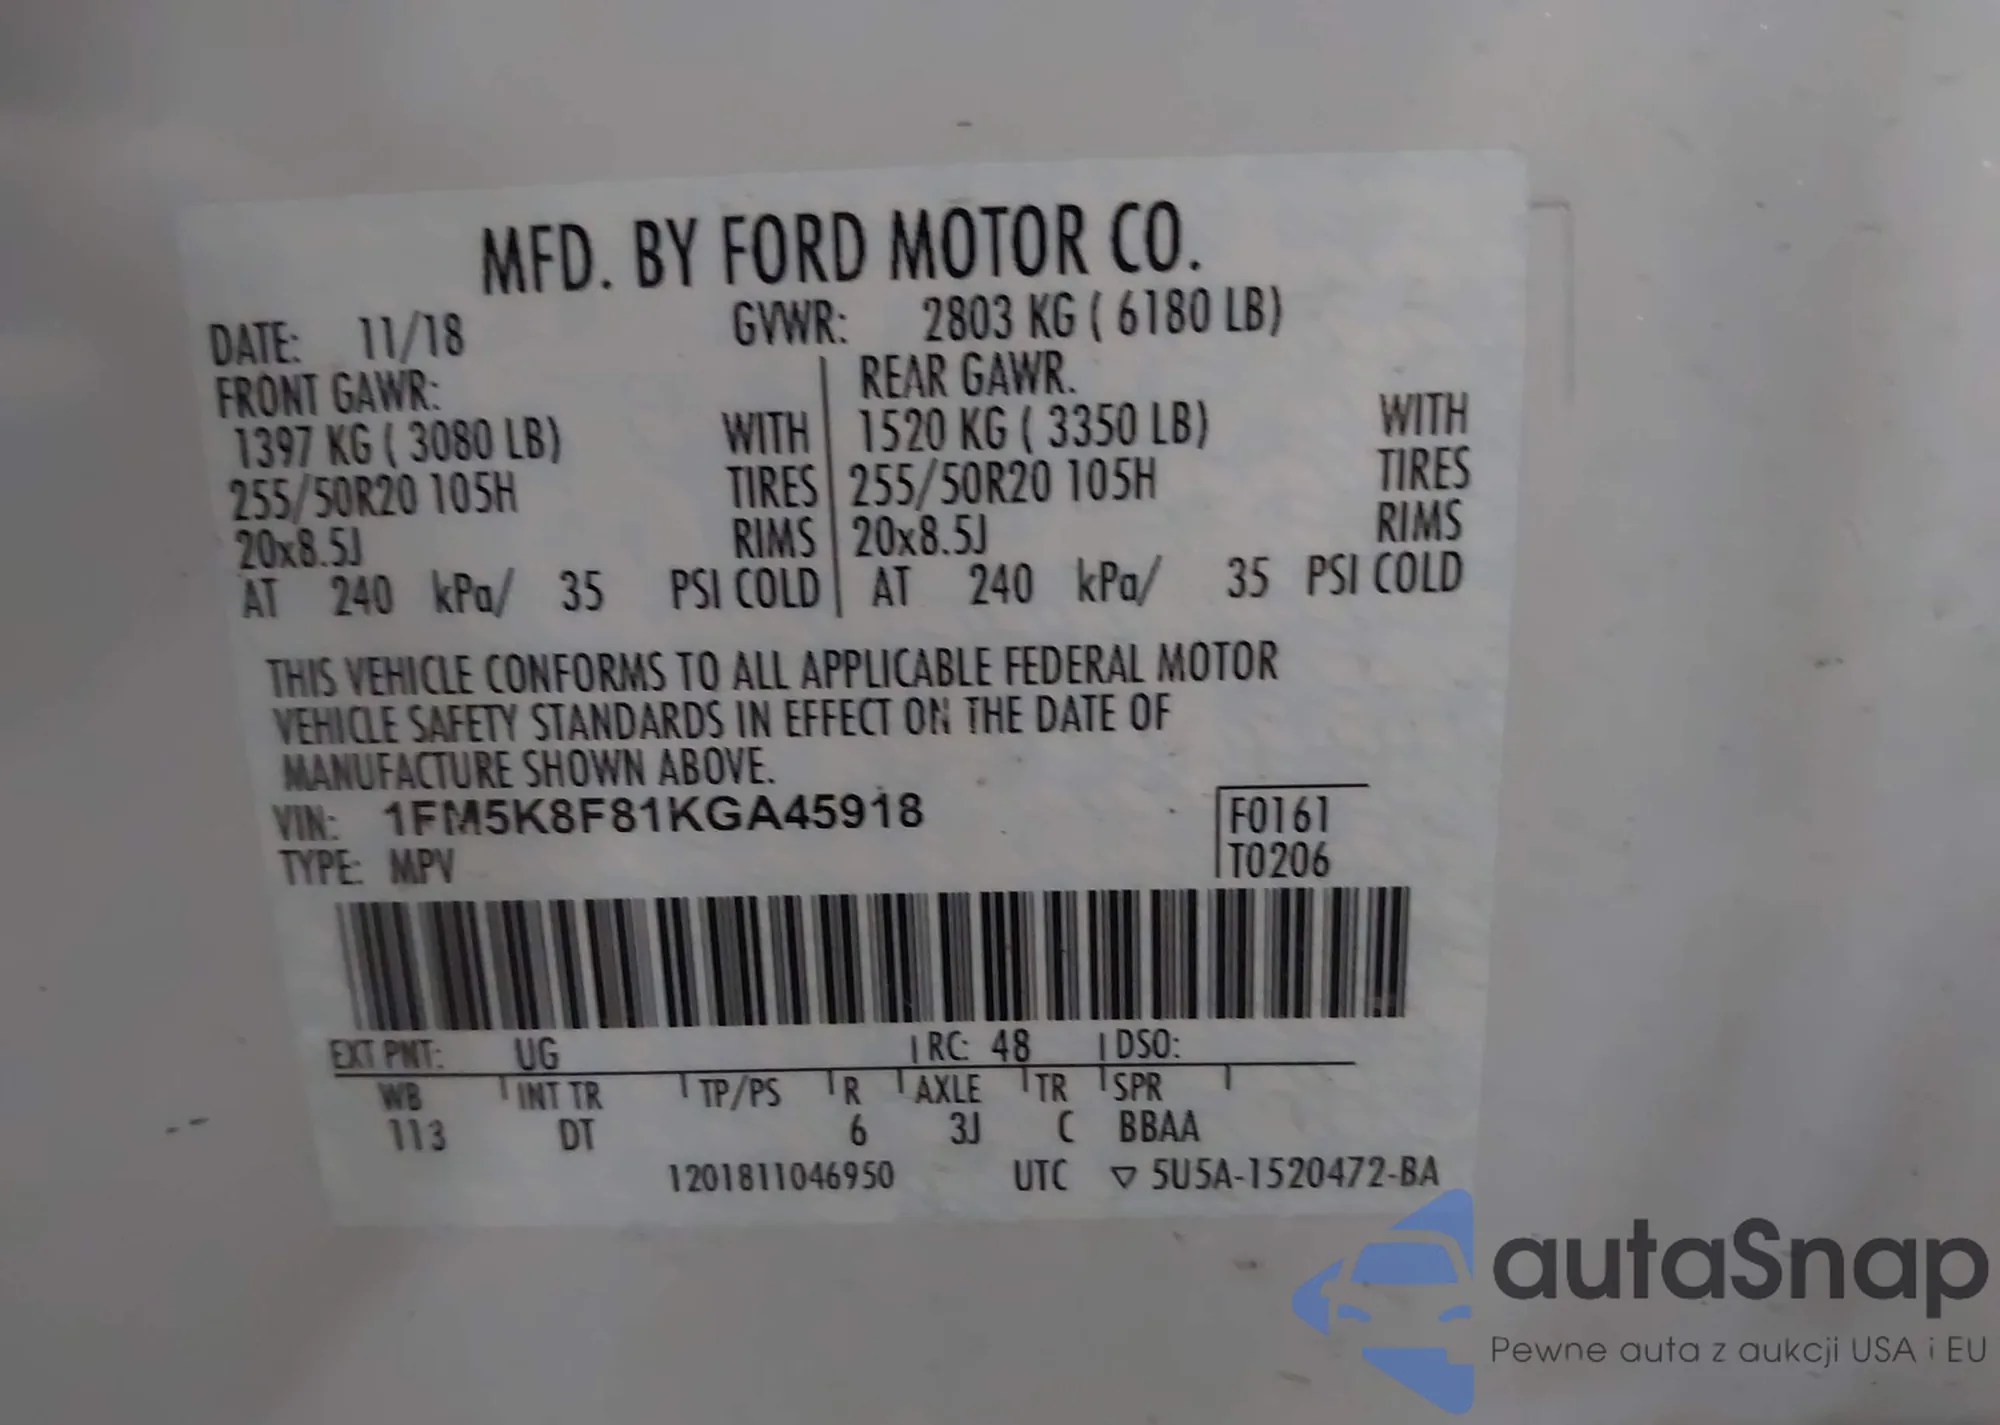 MFD. BY FORD MOTOR CO.
DATE: 11/18 GVWR: 2803 KG ( 6180 LB)
FRONT GAWR: REAR GAWR.
1397 KG ( 3080 LB) WITH 1520 KG ( 3350 LB) WITH
255/50R20 105H TIRES 255/50R20 105H TIRES
20x8.5J RIMS 20x8.5J RIMS
AT 240 kPa/ 35 PSI COLD AT 240 kPa/ 35 PSI COLD
THIS VEHICLE CONFORMS TO ALL APPLICABLE FEDERAL MOTOR
VEHICLE SAFETY STANDARDS IN EFFECT ON THE DATE OF
MANUFACTURE SHOWN ABOVE.
VIN: 1FM5K8F81KGA45918 F0161
TYPE: MPV T0206
EXT PNT: UG RC: 48 DSO:
WB INT TR TP/PS R AXLE TR SPR
113 DT 6 3J C BBAA
1201811046950 UTC ▽ 5U5A-1520472-BA
autaSnap
Pewne auta z aukcji USA i EU